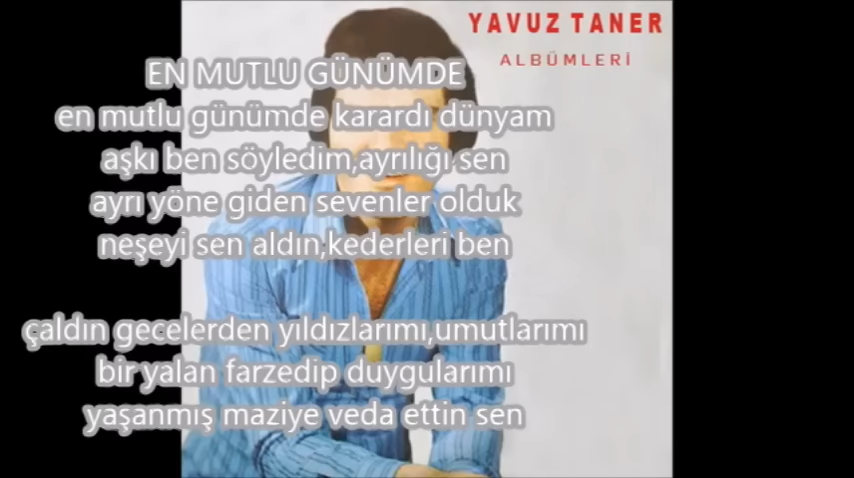 YAVUZ TANER
ALBÜMLERİ
EN MUTLU GÜNÜMDE
en mutlu günümde karardı dünyam
aşkı ben söyledim,ayrılığı sen
ayrı yöne giden sevenler olduk
neşeyi sen aldın,kederleri ben
çaldın gecelerden yıldızlarımı,umutlarımı
bir yalan farzedip duygularımı
yaşanmış maziye veda ettin sen